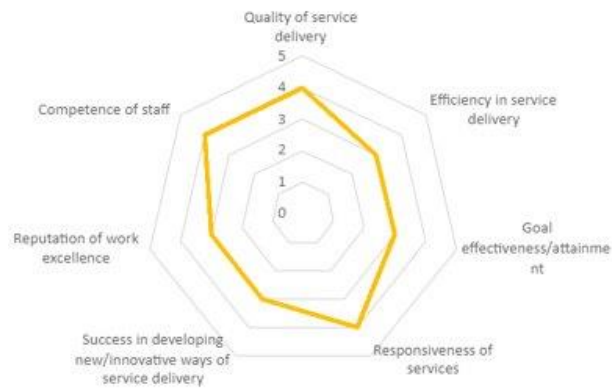 Quality of service
delivery
5
4
3
2
1
0
Efficiency in service
delivery
Goal
effectiveness/attainme
nt
Responsiveness of
services
Success in developing
new/innovative ways of
service delivery
Reputation of work
excellence
Competence of staff